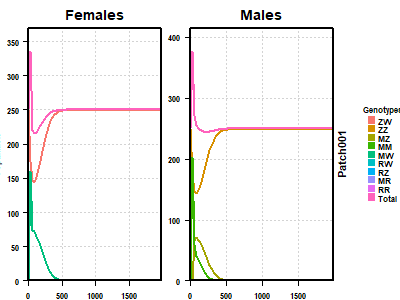 Females Males
350
300
250
200
150
100
50
0
400
300
200
100
0
0 500 1000 1500
0 500 1000 1500
Patch001
Genotypes
ZW
ZZ
MZ
MM
MW
RW
RZ
MR
RR
Total